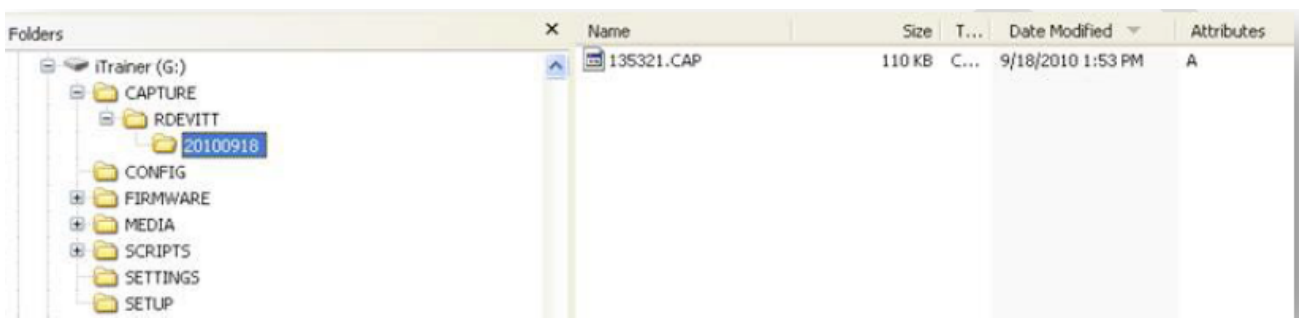 Folders
iTrainer (G:)
CAPTURE
RDEVITT
20100918
CONFIG
FIRMWARE
MEDIA
SCRIPTS
SETTINGS
SETUP
Name Size T... Date Modified Attributes
135321.CAP 110 KB C... 9/18/2010 1:53 PM A